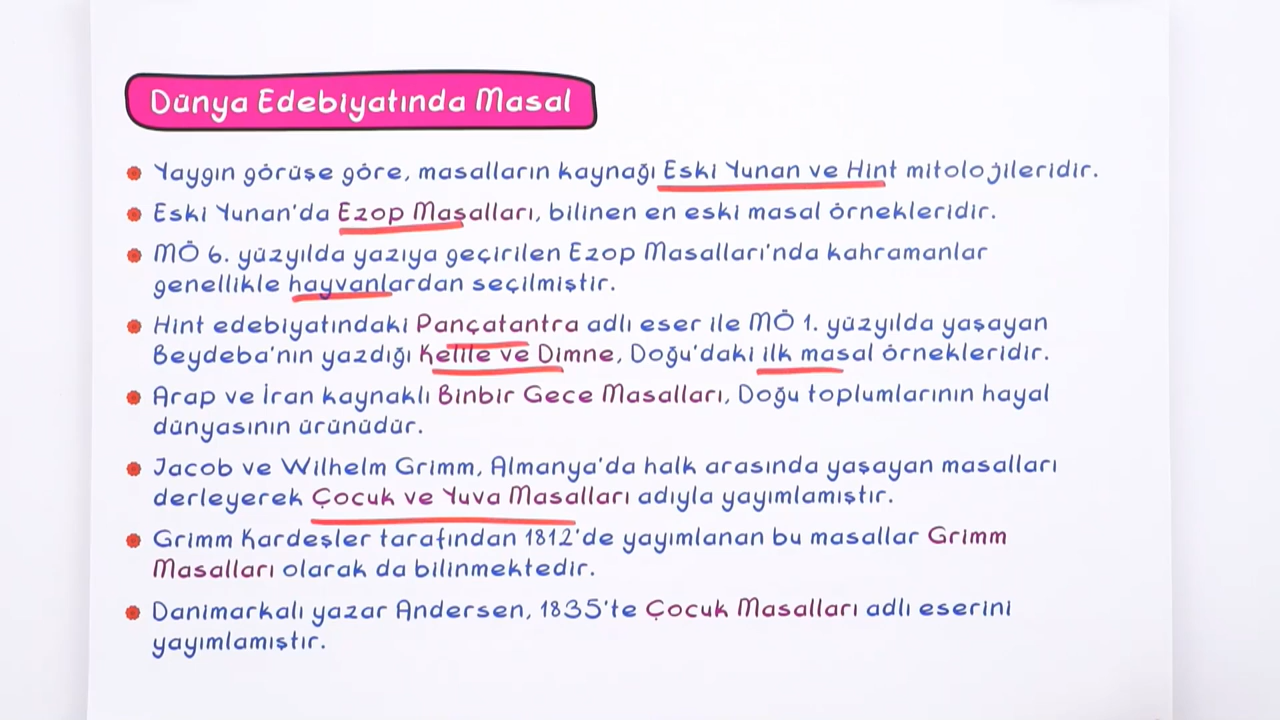 Dünya Edebiyatında Masal
Yaygın görüşe göre, masalların kaynağı Eski Yunan ve Hint mitolojileridir.
Eski Yunan'da Ezop Masalları, bilinen en eski masal örnekleridir.
MÖ 6. yüzyılda yazıya geçirilen Ezop Masalları'nda kahramanlar
genellikle hayvanlardan seçilmiştir.
Hint edebiyatındaki Pançatantra adlı eser ile MÖ 1. yüzyılda yaşayan
Beydeba'nın yazdığı Kelile ve Dimne, Doğu'daki ilk masal örnekleridir.
Arap ve İran kaynaklı Binbir Gece Masalları, Doğu toplumlarının hayal
dünyasının ürünüdür.
Jacob ve Wilhelm Grimm, Almanya'da halk arasında yaşayan masalları
derleyerek Çocuk ve Yuva Masalları adıyla yayımlamıştır.
Grimm Kardeşler tarafından 1812'de yayımlanan bu masallar Grimm
Masalları olarak da bilinmektedir.
Danimarkalı yazar Andersen, 1835'te Çocuk Masalları adlı eserini
yayımlamıştır.